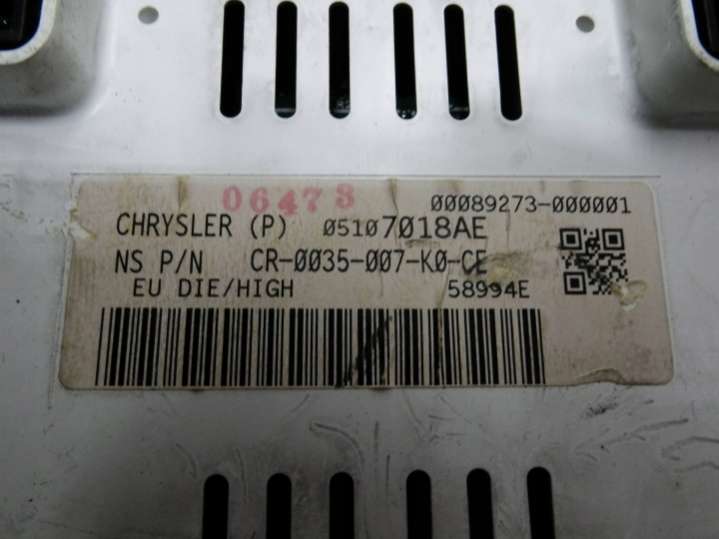 06473
00089273-000001
CHRYSLER (P) 05107018AE
NS P/N CR-0035-007-K0-CE
EU DIE/HIGH 58994E